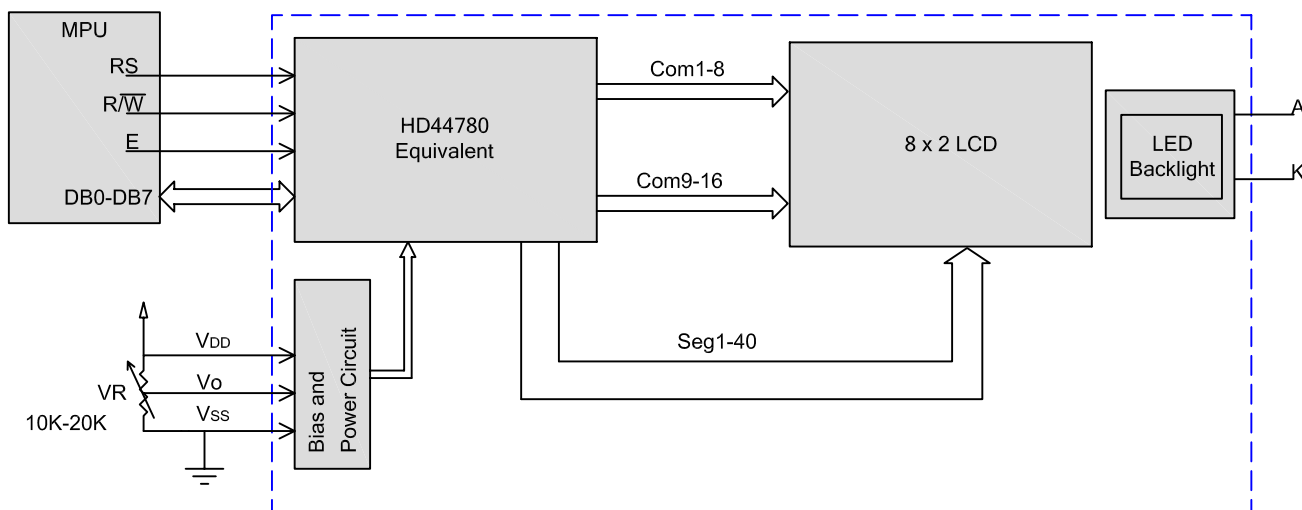 MPU
RS
R/W̅
E
DB0-DB7
HD44780
Equivalent
Com1-8
Com9-16
8 x 2 LCD
LED
Backlight
A
K
Seg1-40
VDD
Vo
VSS
VR
10K-20K
Bias and
Power Circuit